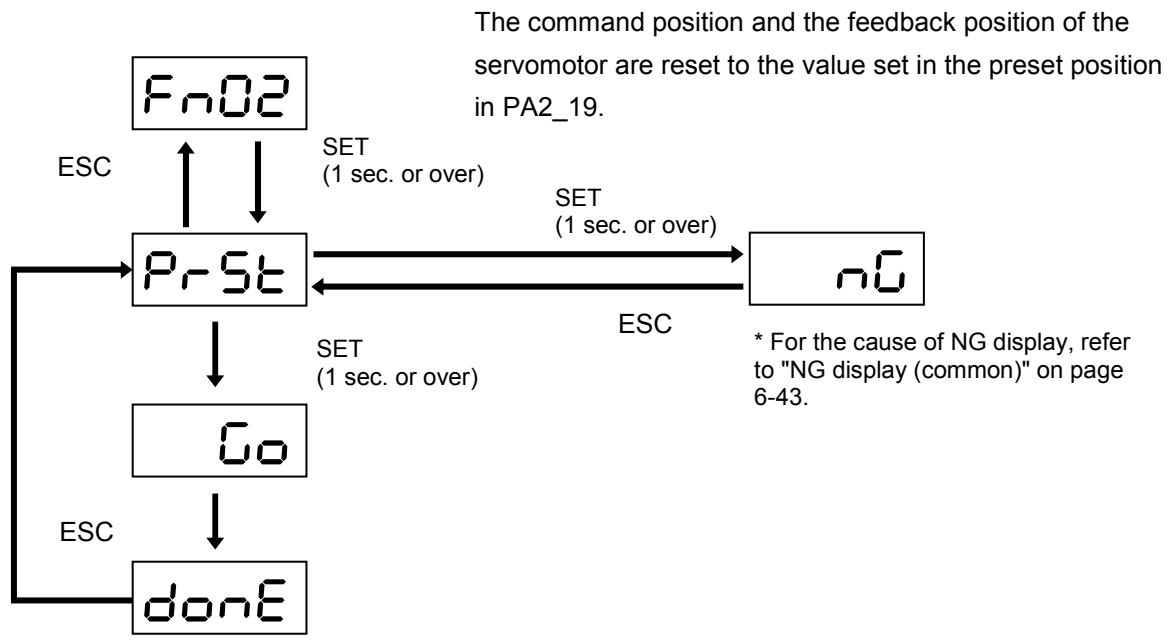 The command position and the feedback position of the
servomotor are reset to the value set in the preset position
in PA2_19.
Fn02
ESC
SET
(1 sec. or over)
SET
(1 sec. or over)
PrSt
nG
ESC
* For the cause of NG display, refer
to "NG display (common)" on page
6-43.
SET
(1 sec. or over)
Go
ESC
donE